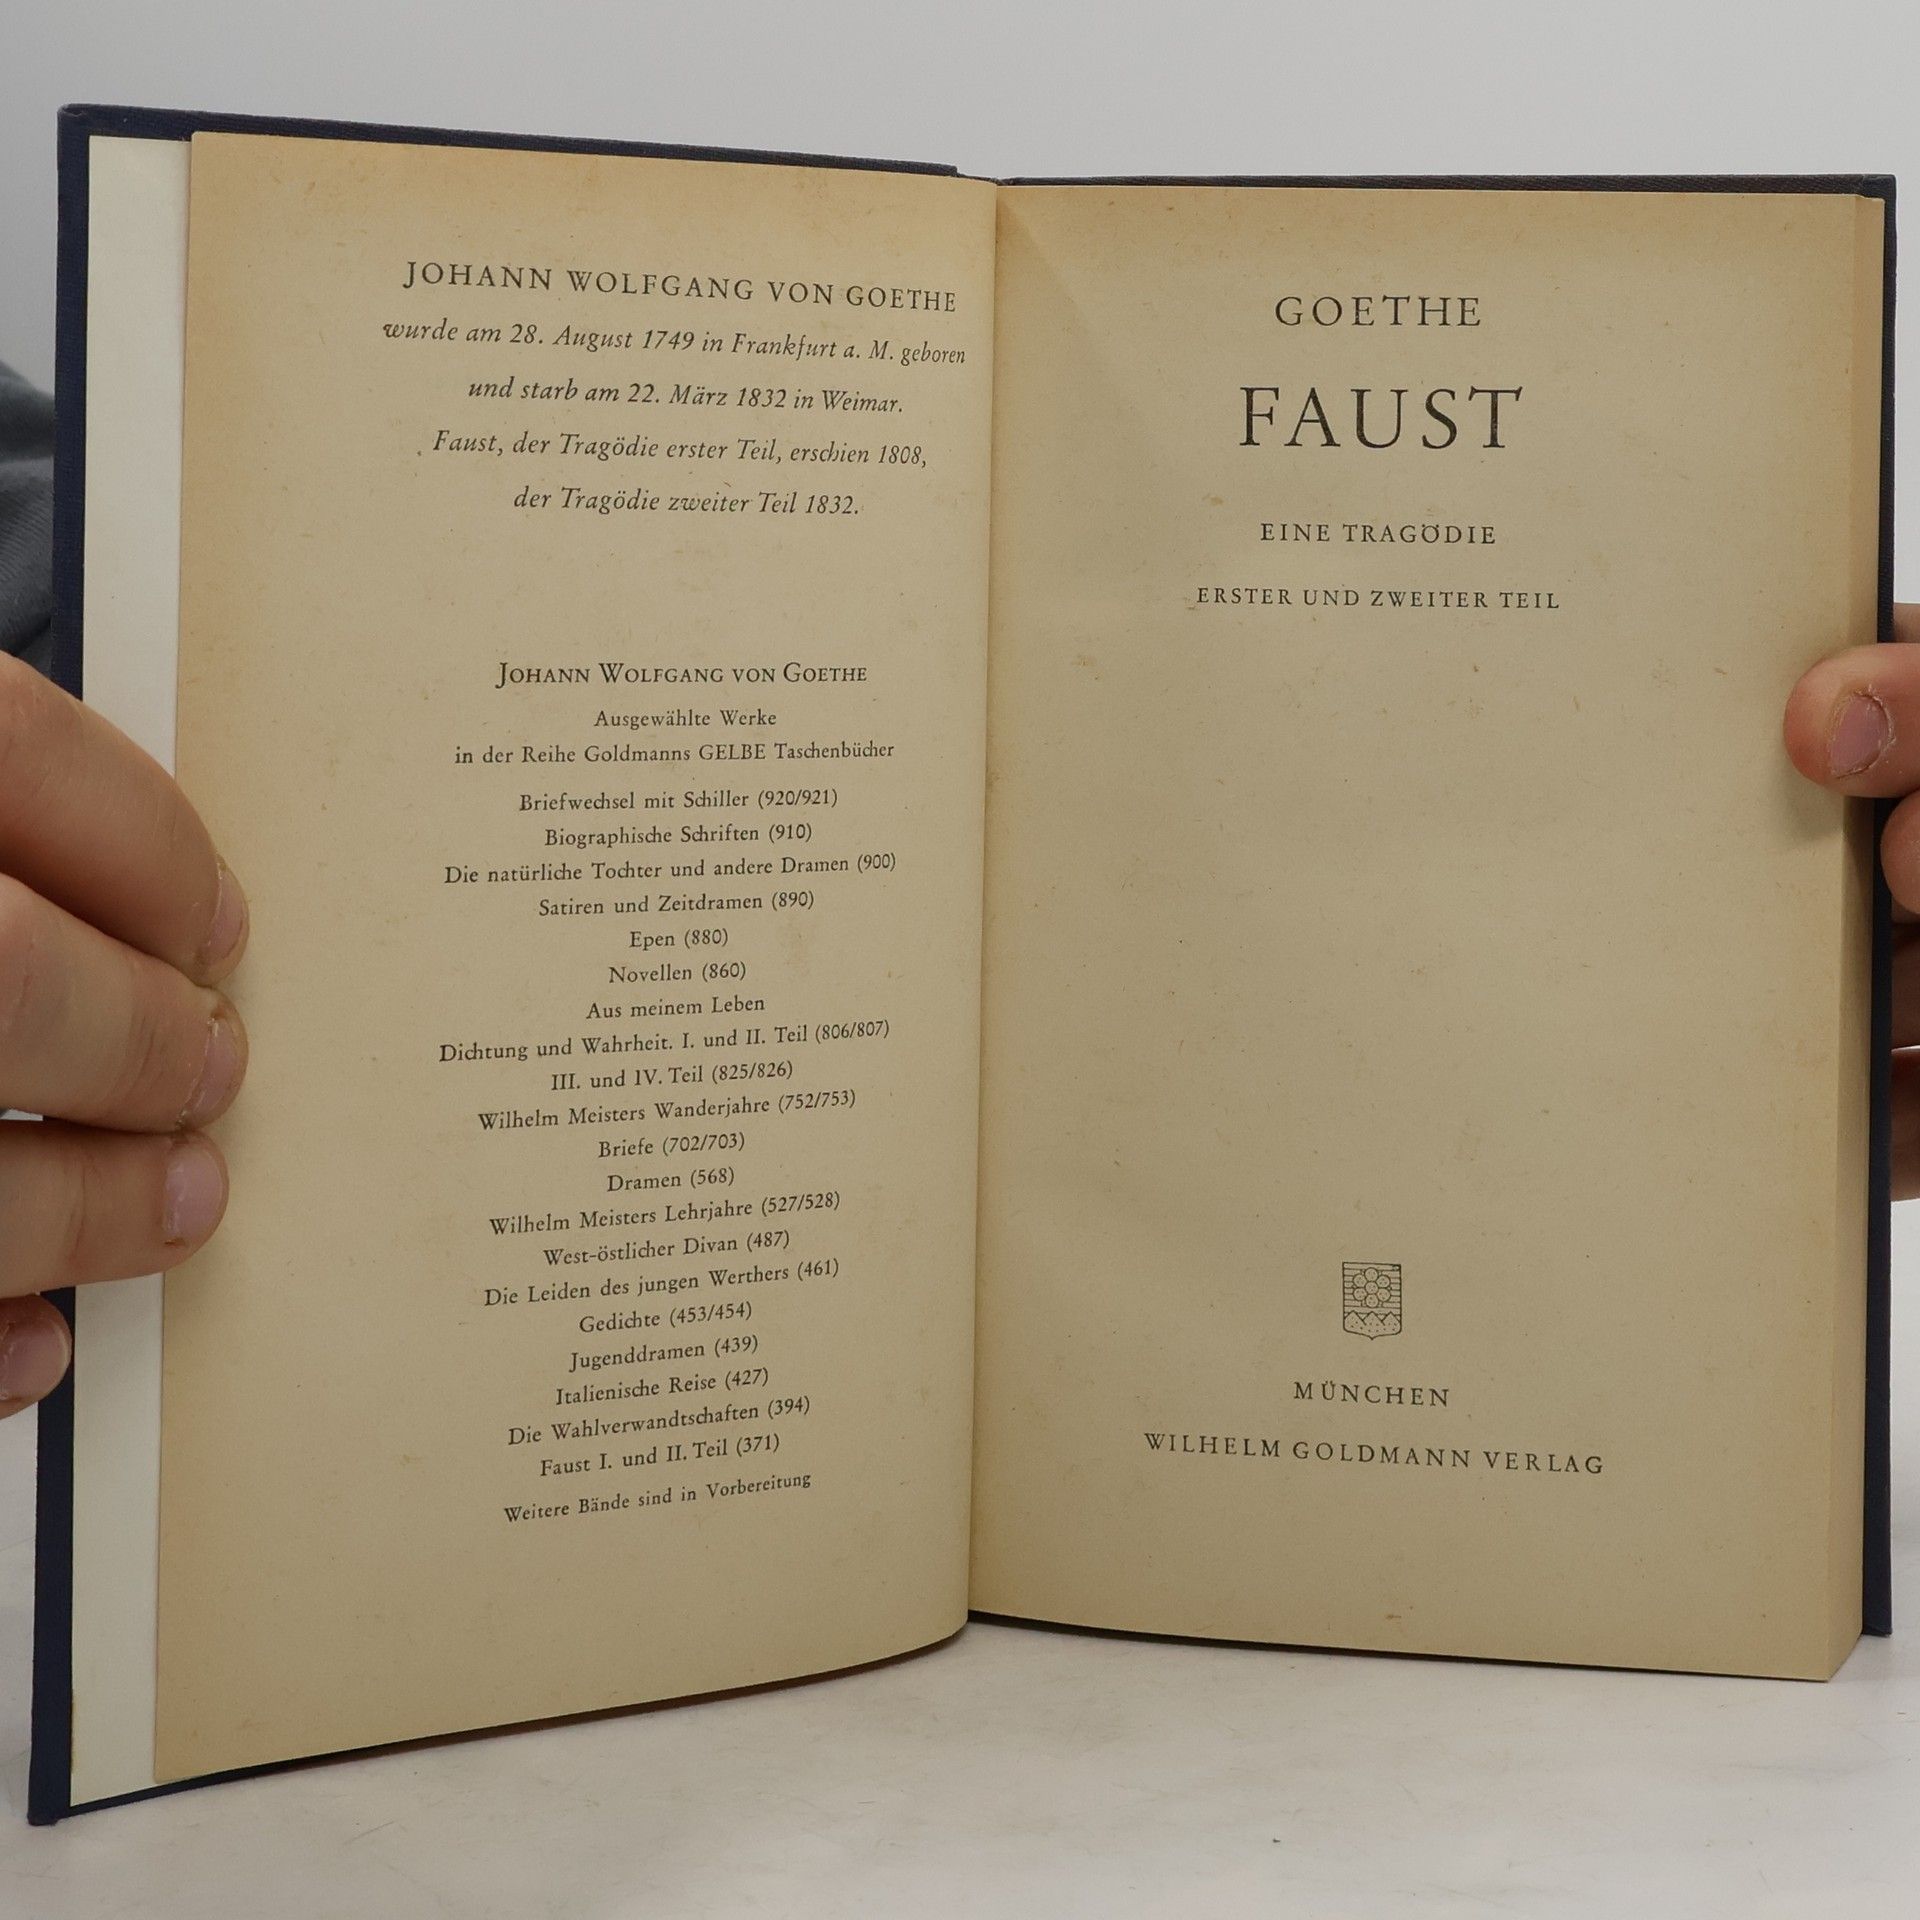 JOHANN WOLFGANG VON GOETHE
wurde am 28. August 1749 in Frankfurt a. M. geboren
und starb am 22. März 1832 in Weimar.
Faust, der Tragödie erster Teil, erschien 1808,
der Tragödie zweiter Teil 1832.
JOHANN WOLFGANG VON GOETHE
Ausgewählte Werke
in der Reihe Goldmanns GELBE Taschenbücher
Briefwechsel mit Schiller (920/921)
Biographische Schriften (910)
Die natürliche Tochter und andere Dramen (900)
Satiren und Zeitdramen (890)
Epen (880)
Novellen (860)
Aus meinem Leben
Dichtung und Wahrheit. I. und II. Teil (806/807)
III. und IV. Teil (825/826)
Wilhelm Meisters Wanderjahre (752/753)
Briefe (702/703)
Dramen (568)
Wilhelm Meisters Lehrjahre (527/528)
West-östlicher Divan (487)
Die Leiden des jungen Werthers (461)
Gedichte (453/454)
Jugenddramen (439)
Italienische Reise (427)
Die Wahlverwandtschaften (394)
Faust I. und II. Teil (371)
Weitere Bände sind in Vorbereitung
GOETHE
FAUST
EINE TRAGÖDIE
ERSTER UND ZWEITER TEIL
MÜNCHEN
WILHELM GOLDMANN VERLAG